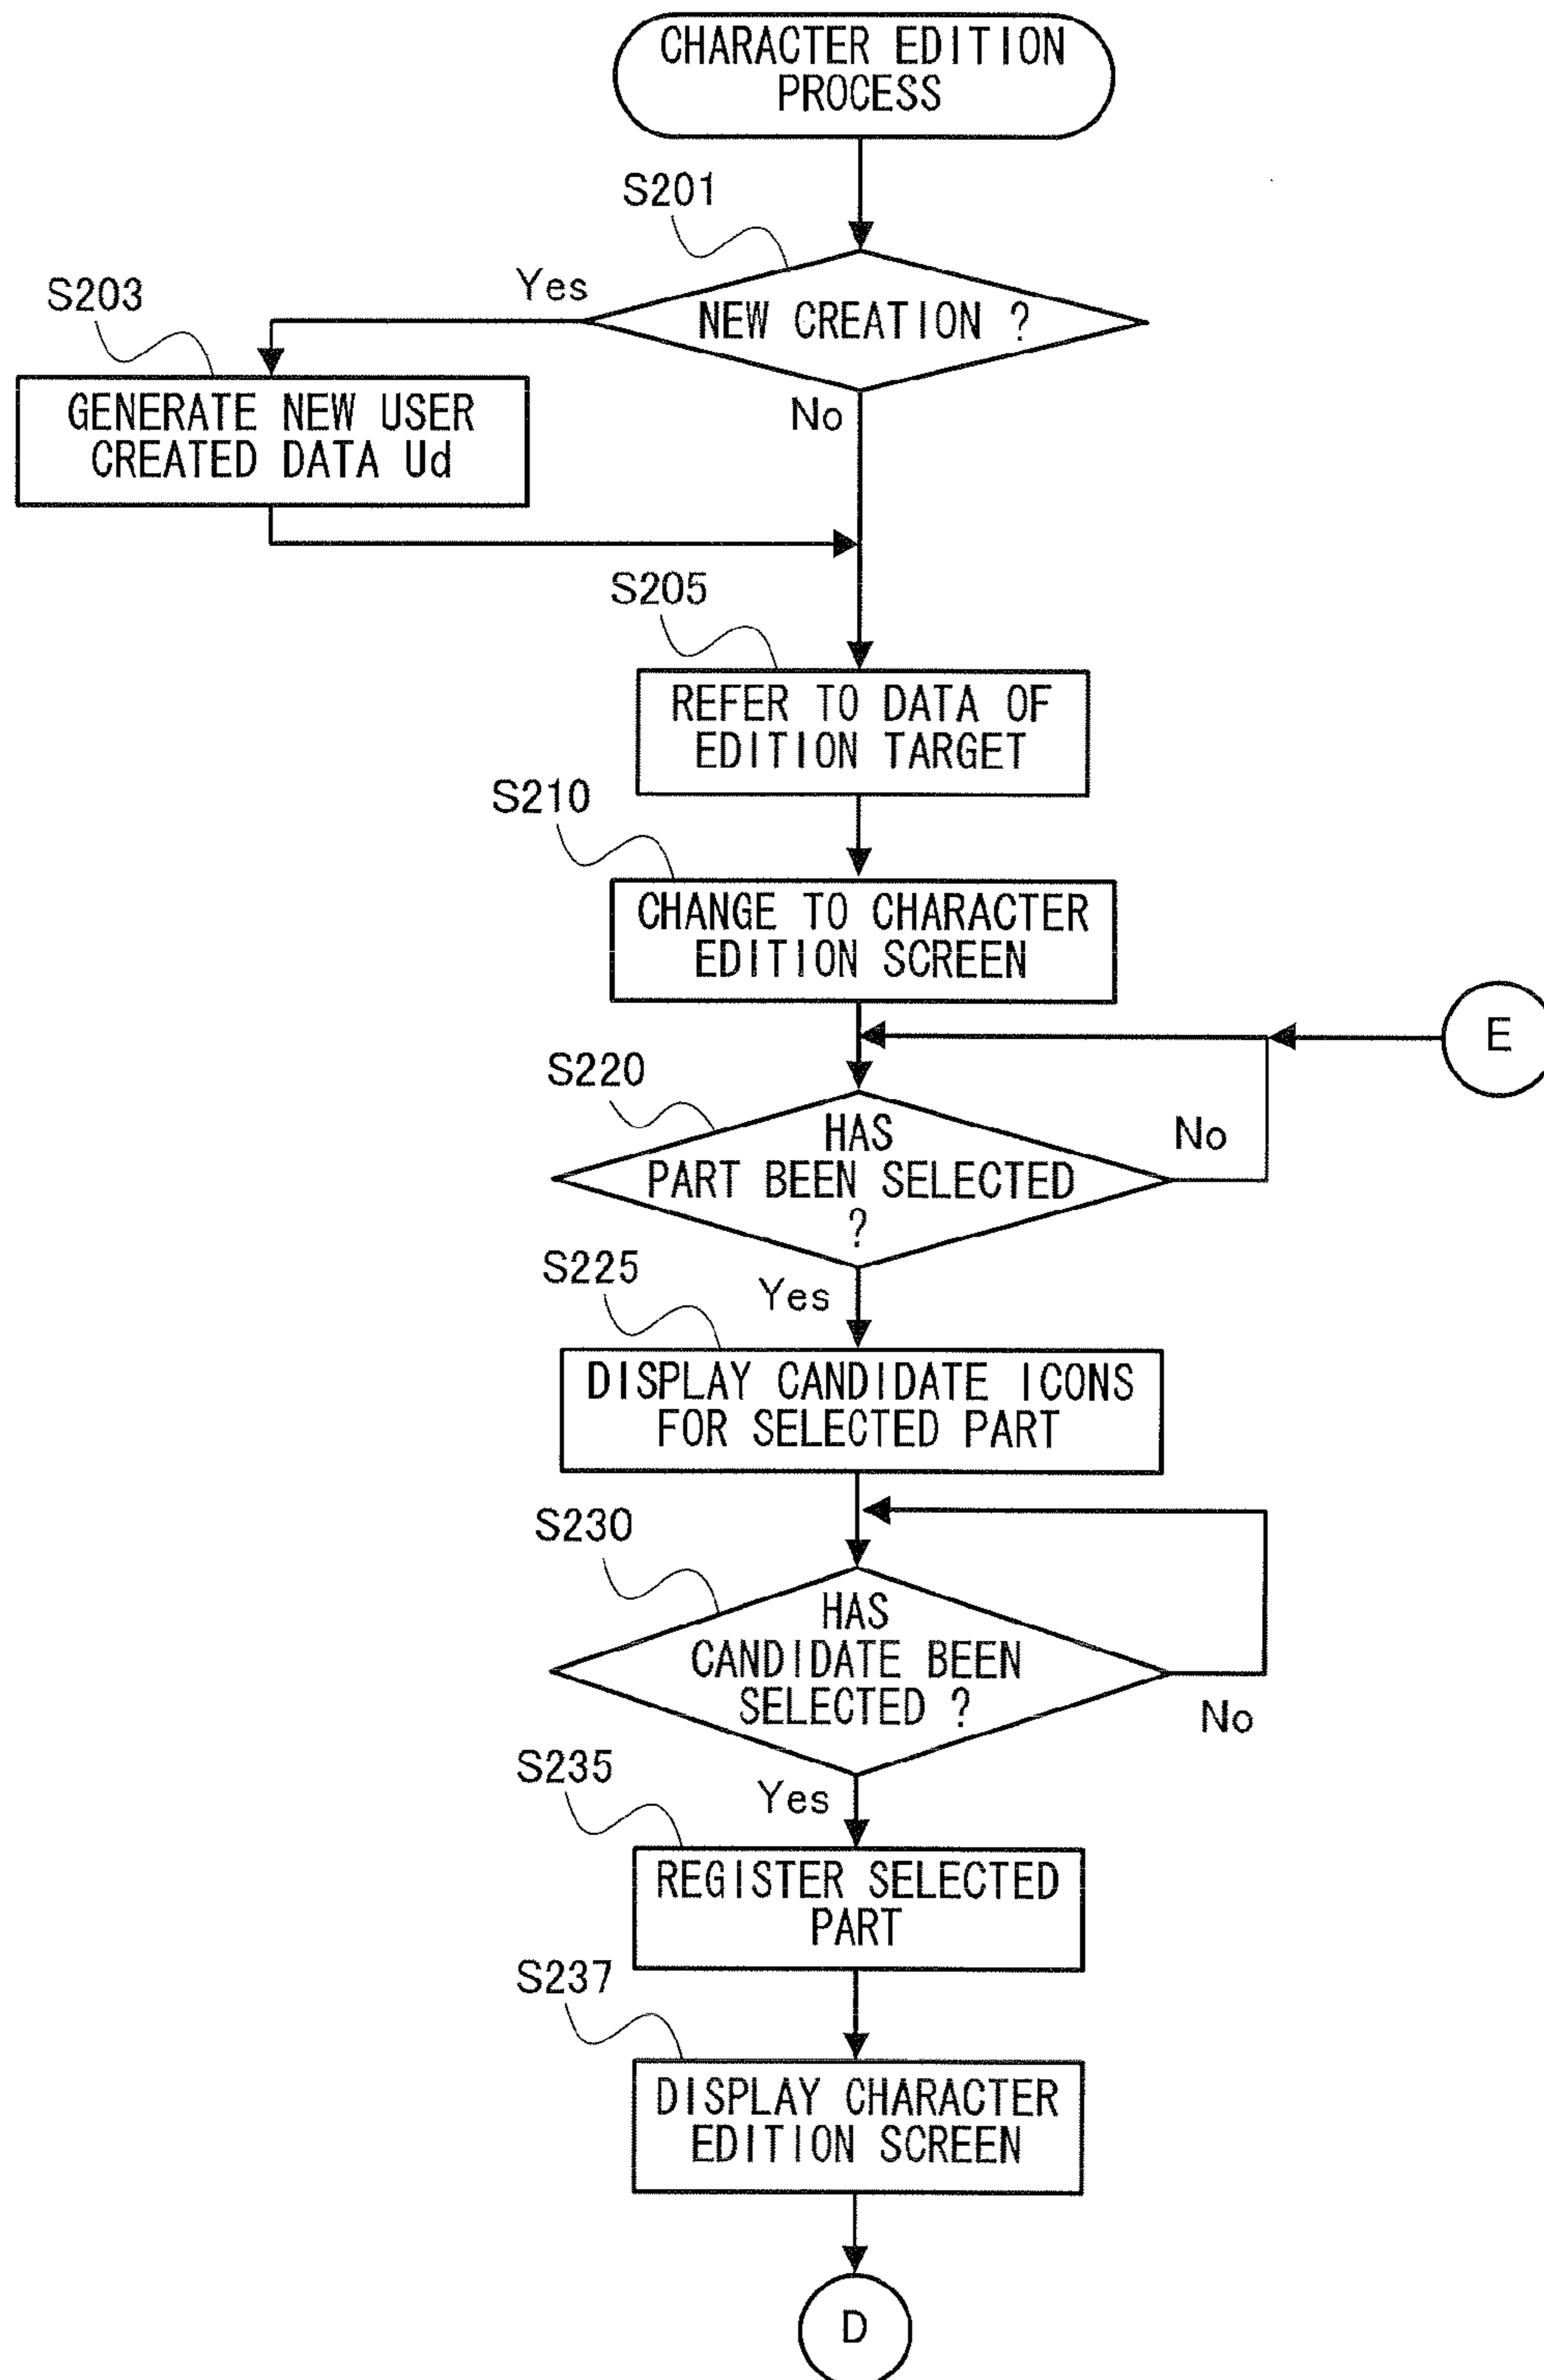 CHARACTER EDITION
PROCESS
S201
NEW CREATION ?
Yes
No
S203
GENERATE NEW USER
CREATED DATA Ud
S205
REFER TO DATA OF
EDITION TARGET
S210
CHANGE TO CHARACTER
EDITION SCREEN
E
S220
HAS
PART BEEN SELECTED
?
No
Yes
S225
DISPLAY CANDIDATE ICONS
FOR SELECTED PART
S230
HAS
CANDIDATE BEEN
SELECTED ?
No
Yes
S235
REGISTER SELECTED
PART
S237
DISPLAY CHARACTER
EDITION SCREEN
D